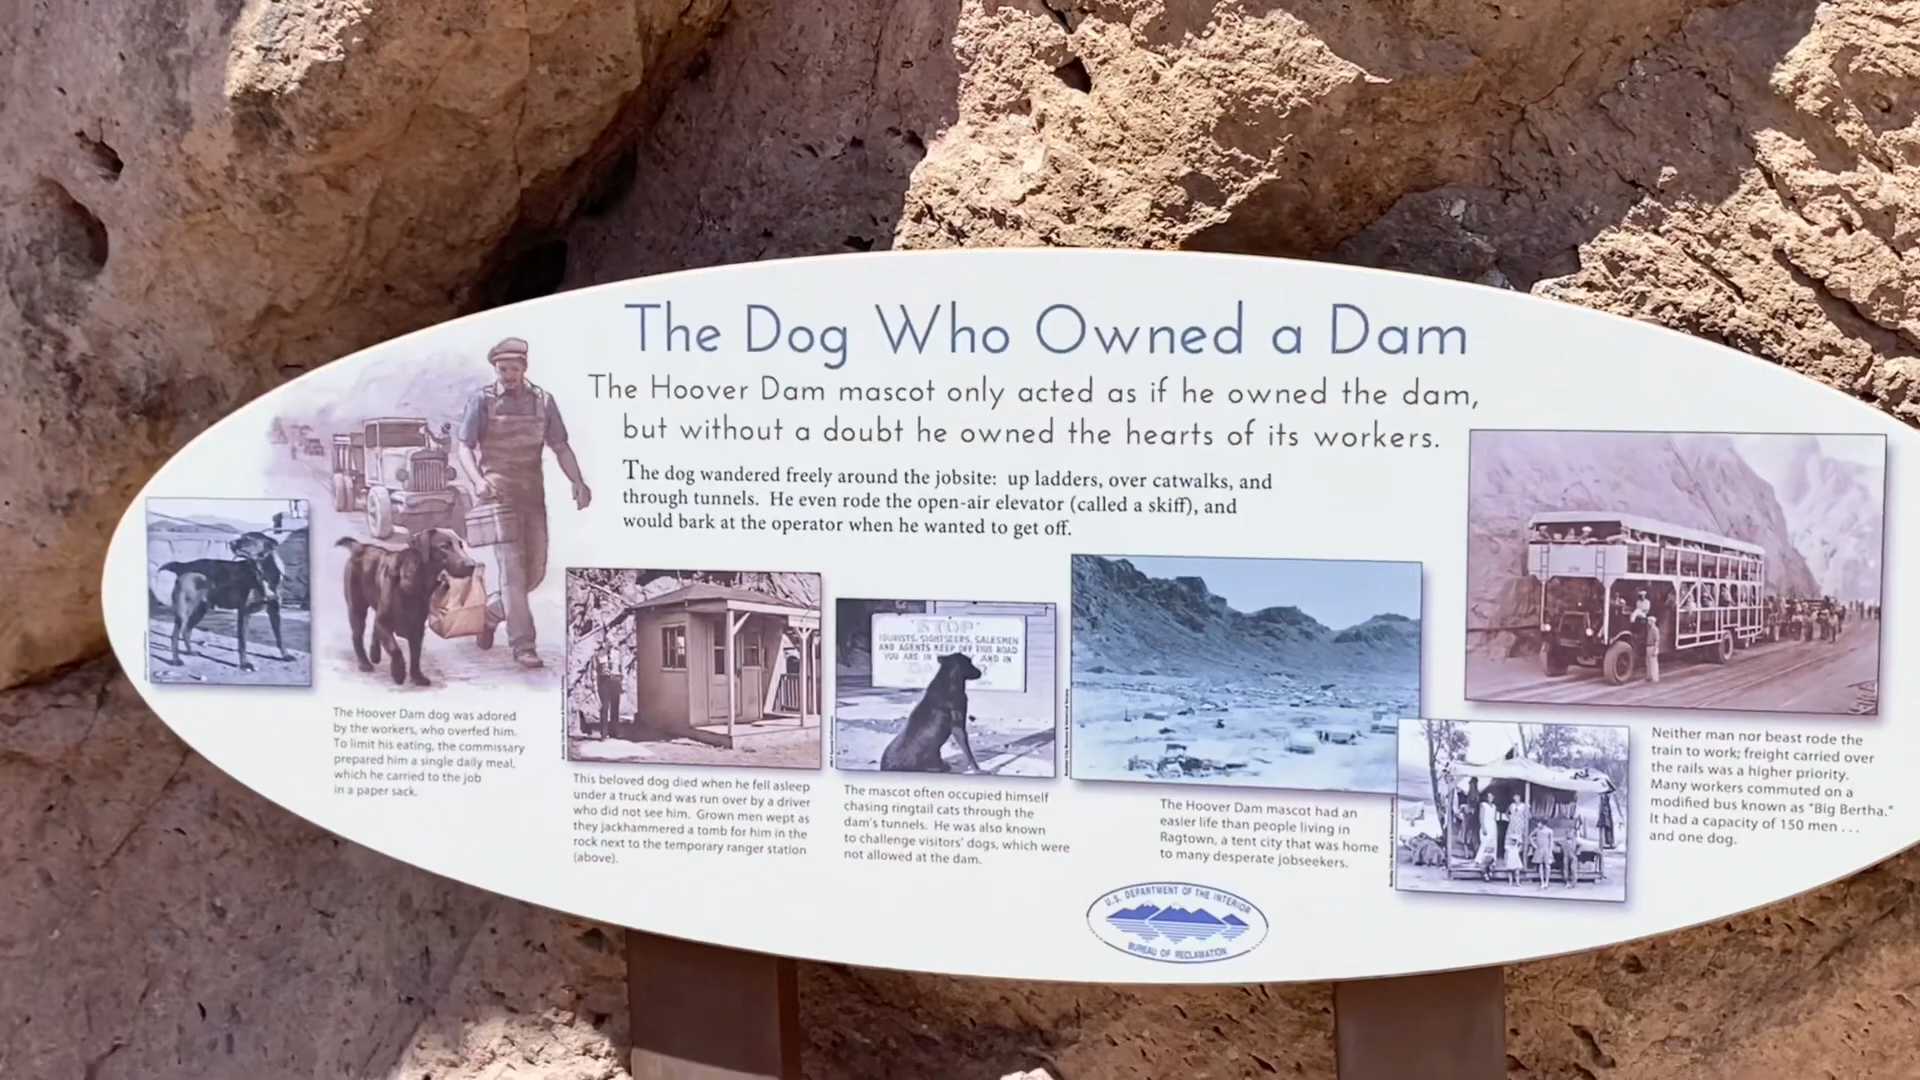 The Dog Who Owned a Dam
The Hoover Dam mascot only acted as if he owned the dam,
but without a doubt he owned the hearts of its workers.
The dog wandered freely around the jobsite: up ladders, over catwalks, and
through tunnels. He even rode the open-air elevator (called a skiff), and
would bark at the operator when he wanted to get off.
The Hoover Dam dog was adored
by the workers, who overfed him.
To limit his eating, the commissary
prepared him a single daily meal,
which he carried to the job
in a paper sack.
This beloved dog died when he fell asleep
under a truck and was run over by a driver
who did not see him. Grown men wept as
they jackhammered a tomb for him in the
rock next to the temporary ranger station
(above).
"STOP"
TOURISTS, SIGHTSEERS, SALESMEN
AND AGENTS KEEP OFF THIS ROAD
YOU ARE IN AND IN
The mascot often occupied himself
chasing ringtail cats through the
dam's tunnels. He was also known
to challenge visitors' dogs, which were
not allowed at the dam.
The Hoover Dam mascot had an
easier life than people living in
Ragtown, a tent city that was home
to many desperate jobseekers.
Neither man nor beast rode the
train to work; freight carried over
the rails was a higher priority.
Many workers commuted on a
modified bus known as "Big Bertha."
It had a capacity of 150 men . . .
and one dog.
U.S. DEPARTMENT OF THE INTERIOR
BUREAU OF RECLAMATION